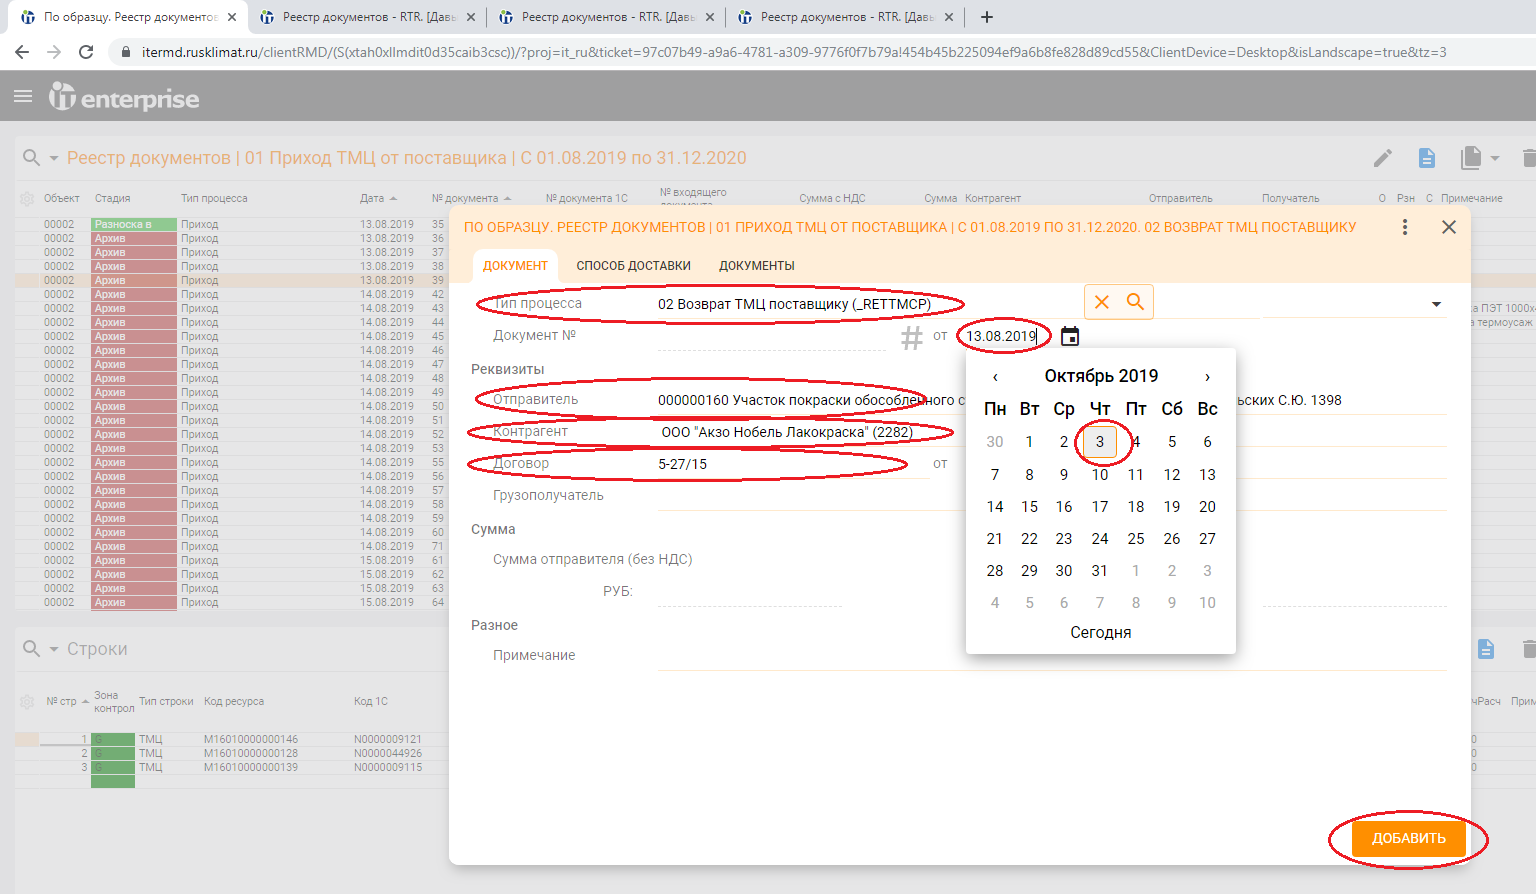 По образцу. Реестр документов
Реестр документов - RTR. [Давы
Реестр документов - RTR. [Давы
Реестр документов - RTR. [Давы
itermd.rusklimat.ru/clientRMD/(S(xtah0xllmdit0d35caib3csc))/?proj=it_ru&ticket=97c07b49-a9a6-4781-a309-9776f0f7b79a!454b45b225094ef9a6b8fe828d89cd55&ClientDevice=Desktop&isLandscape=true&tz=3
it enterprise
Реестр документов | 01 Приход ТМЦ от поставщика | С 01.08.2019 по 31.12.2020
Объект Стадия Тип процесса Дата № документа № документа 1С № входящего Сумма с НДС Сумма Контрагент Отправитель Получатель О Рзн С Примечание
00002 Разноска в Приход 13.08.2019 35
00002 Архив Приход 13.08.2019 36
00002 Архив Приход 13.08.2019 37
00002 Архив Приход 13.08.2019 38
00002 Архив Приход 13.08.2019 39
00002 Архив Приход 14.08.2019 42
00002 Архив Приход 14.08.2019 43
00002 Архив Приход 14.08.2019 44
00002 Архив Приход 14.08.2019 45
00002 Архив Приход 14.08.2019 46
00002 Архив Приход 14.08.2019 47
00002 Архив Приход 14.08.2019 48
00002 Архив Приход 14.08.2019 49
00002 Архив Приход 14.08.2019 50
00002 Архив Приход 14.08.2019 51
00002 Архив Приход 14.08.2019 52
00002 Архив Приход 14.08.2019 53
00002 Архив Приход 14.08.2019 55
00002 Архив Приход 14.08.2019 56
00002 Архив Приход 14.08.2019 57
00002 Архив Приход 14.08.2019 58
00002 Архив Приход 14.08.2019 59
00002 Архив Приход 14.08.2019 60
00002 Архив Приход 14.08.2019 71
00002 Архив Приход 15.08.2019 61
00002 Архив Приход 15.08.2019 62
00002 Архив Приход 15.08.2019 63
00002 Архив Приход 15.08.2019 64
ка ПЭТ 1000х
а термоусаж
ПО ОБРАЗЦУ. РЕЕСТР ДОКУМЕНТОВ | 01 ПРИХОД ТМЦ ОТ ПОСТАВЩИКА | С 01.08.2019 ПО 31.12.2020. 02 ВОЗВРАТ ТМЦ ПОСТАВЩИКУ
ДОКУМЕНТ СПОСОБ ДОСТАВКИ ДОКУМЕНТЫ
Тип процесса 02 Возврат ТМЦ поставщику (_RETTMCP)
Документ № # от 13.08.2019
Реквизиты
Отправитель 000000160 Участок покраски обособленного с ьских С.Ю. 1398
Контрагент ООО "Акзо Нобель Лакокраска" (2282)
Договор 5-27/15 от
Грузополучатель
Сумма
Сумма отправителя (без НДС)
РУБ:
Разное
Примечание
‹ Октябрь 2019 ›
Пн Вт Ср Чт Пт Сб Вс
30 1 2 3 4 5 6
7 8 9 10 11 12 13
14 15 16 17 18 19 20
21 22 23 24 25 26 27
28 29 30 31 1 2 3
4 5 6 7 8 9 10
Сегодня
ДОБАВИТЬ
Строки
№ стр Зона контрол Тип строки Код ресурса Код 1С чРасч Прим
1 G ТМЦ М16010000000146 N0000009121 0
2 G ТМЦ М16010000000128 N0000044926 0
3 G ТМЦ М16010000000139 N0000009115 0